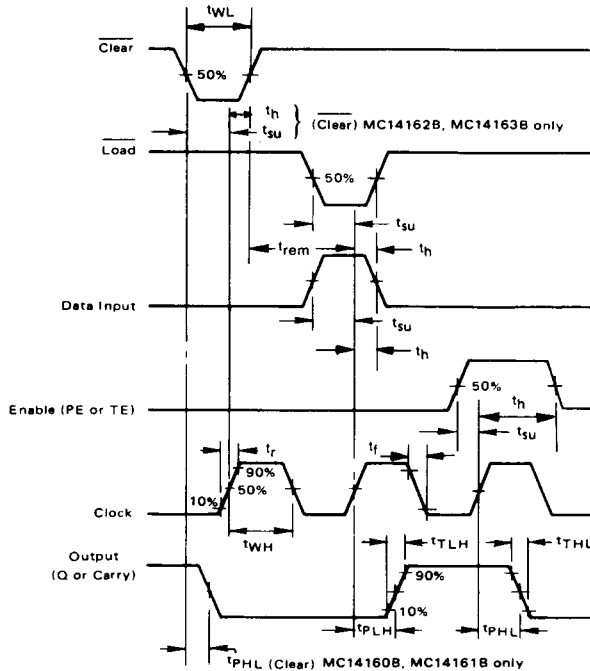 tWL
Clear
50%
th
tsu
} (Clear) MC14162B, MC14163B only
Load
50%
tsu
trem
th
Data Input
tsu
th
50%
th
Enable (PE or TE)
tsu
tr
tf
90%
10%
50%
Clock
tWH
tTLH
tTHL
Output
(Q or Carry)
90%
10%
tPLH
tPHL
tPHL (Clear) MC14160B, MC14161B only